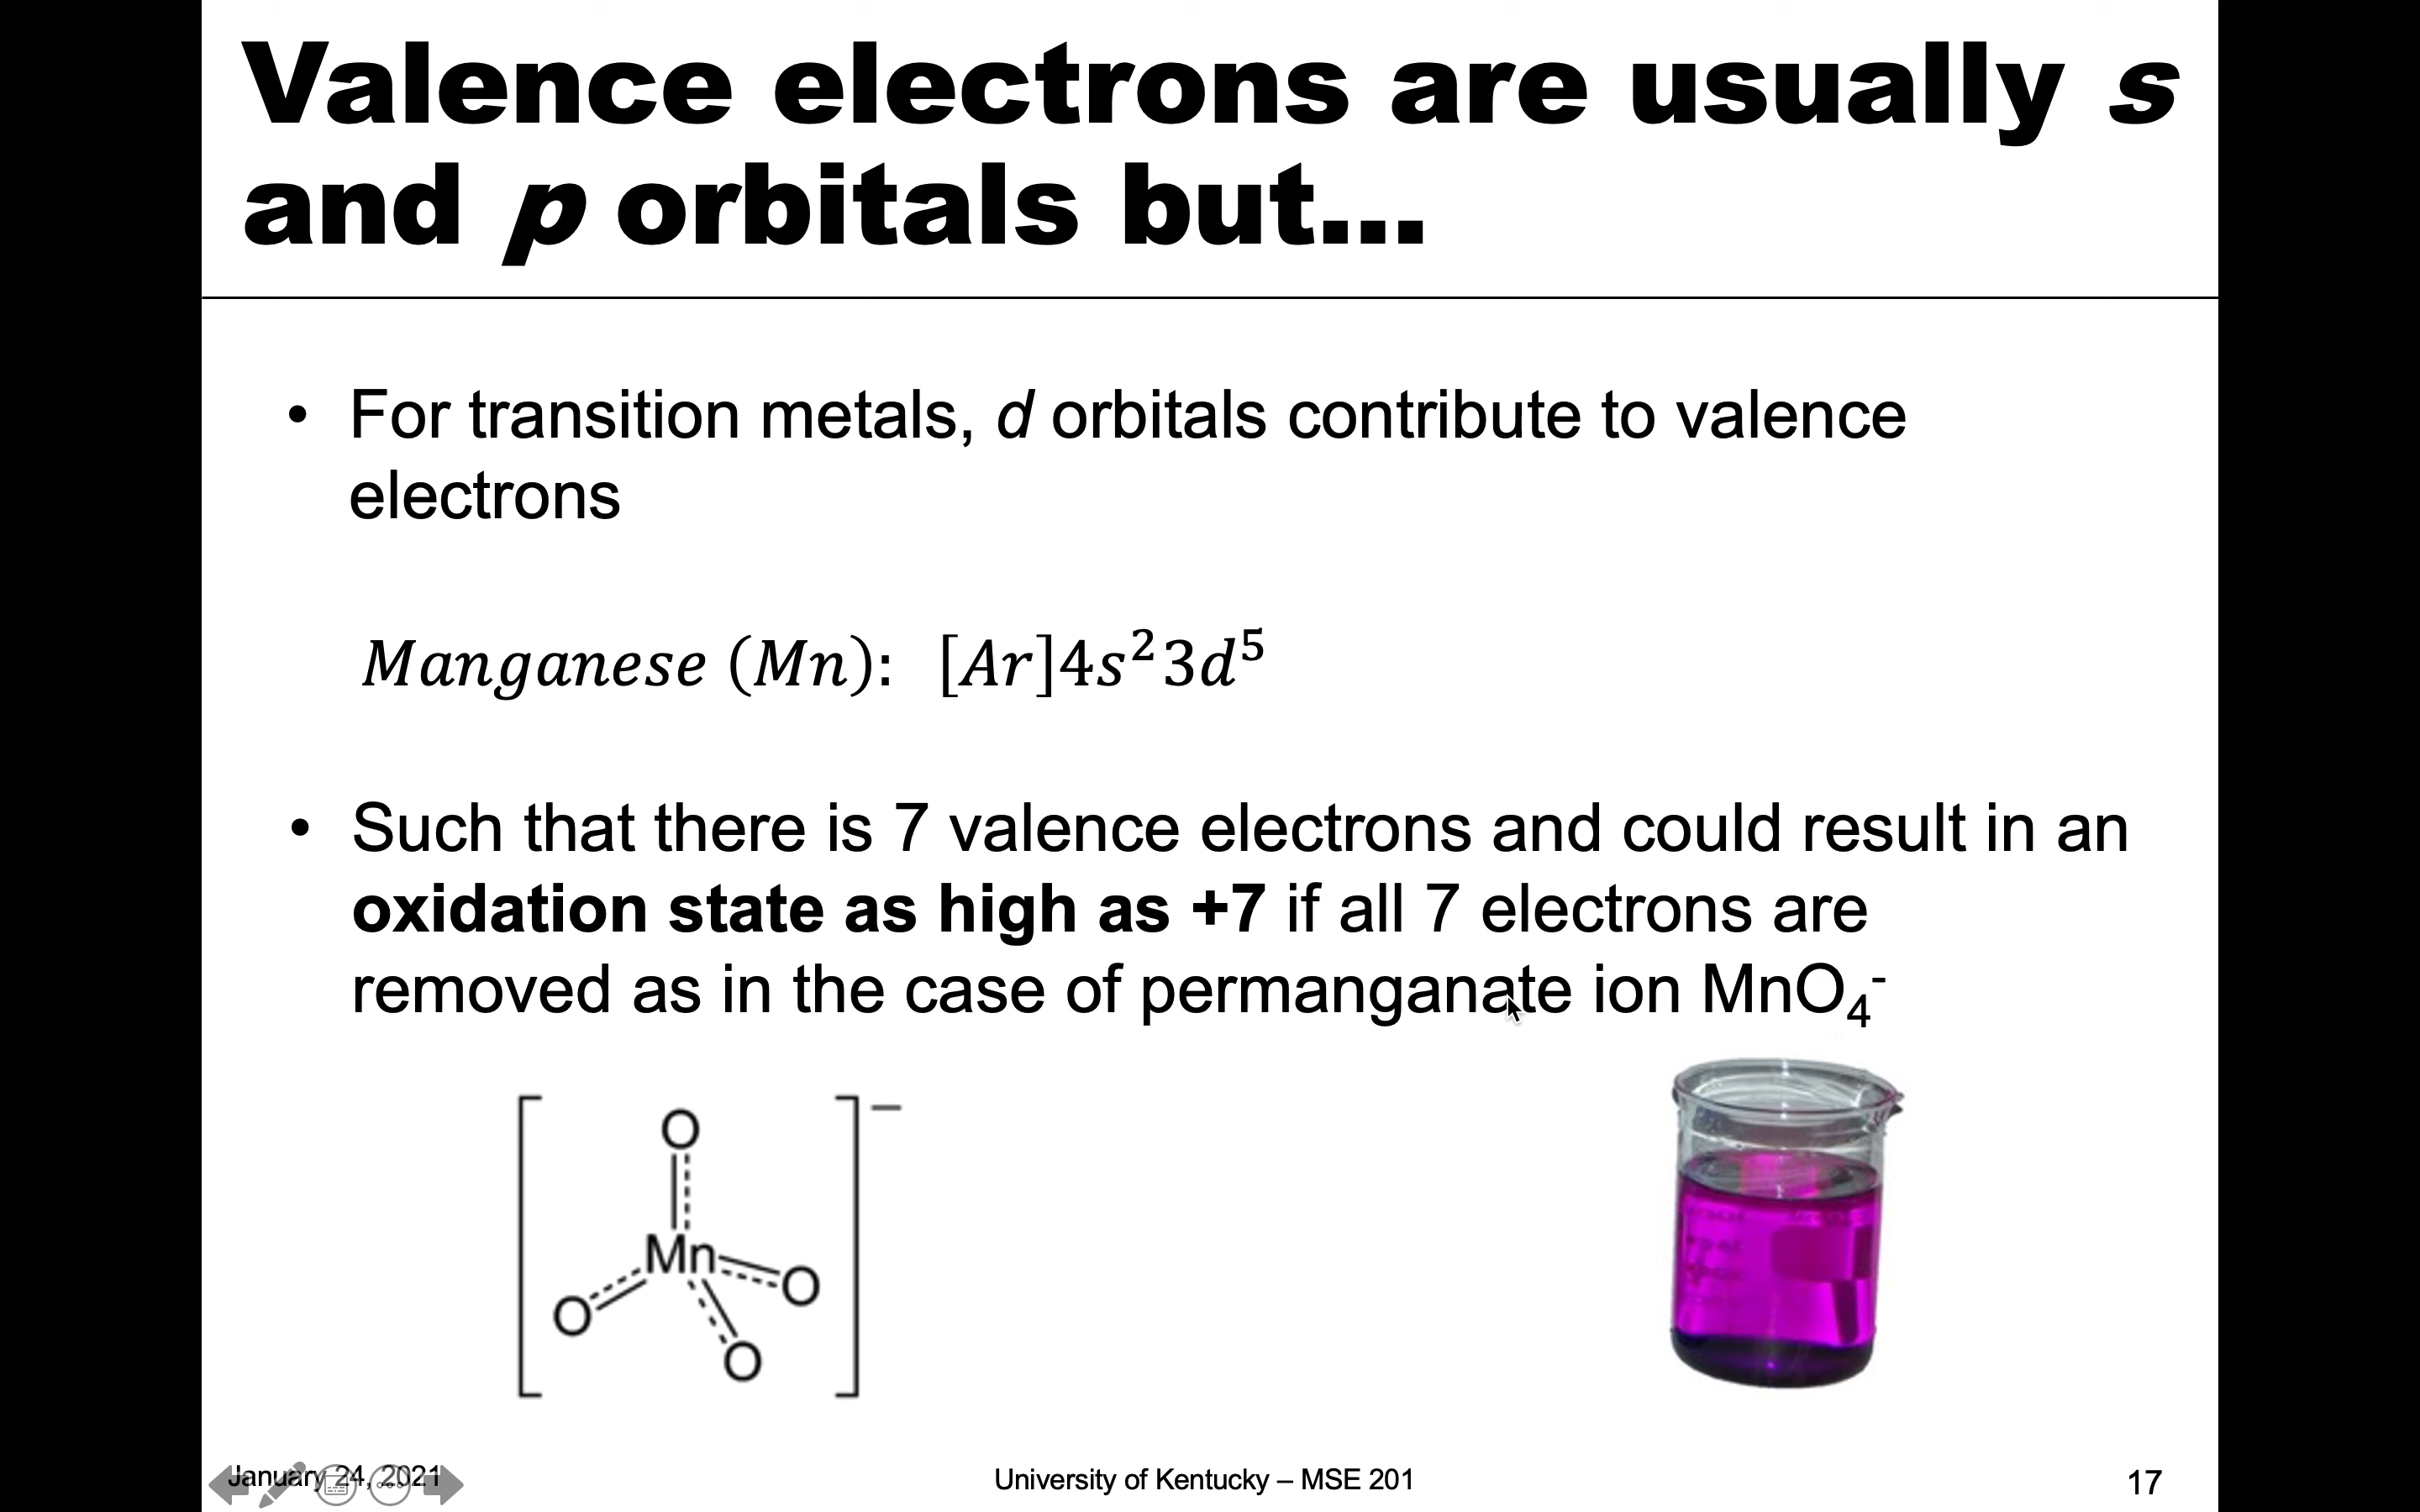 Valence electrons are usually s
and p orbitals but...
• For transition metals, d orbitals contribute to valence
electrons
Manganese (Mn): [Ar]4s²3d⁵
• Such that there is 7 valence electrons and could result in an
oxidation state as high as +7 if all 7 electrons are
removed as in the case of permanganate ion MnO₄⁻
O
Mn
O
O
O
−
January 24, 2021
University of Kentucky – MSE 201
17